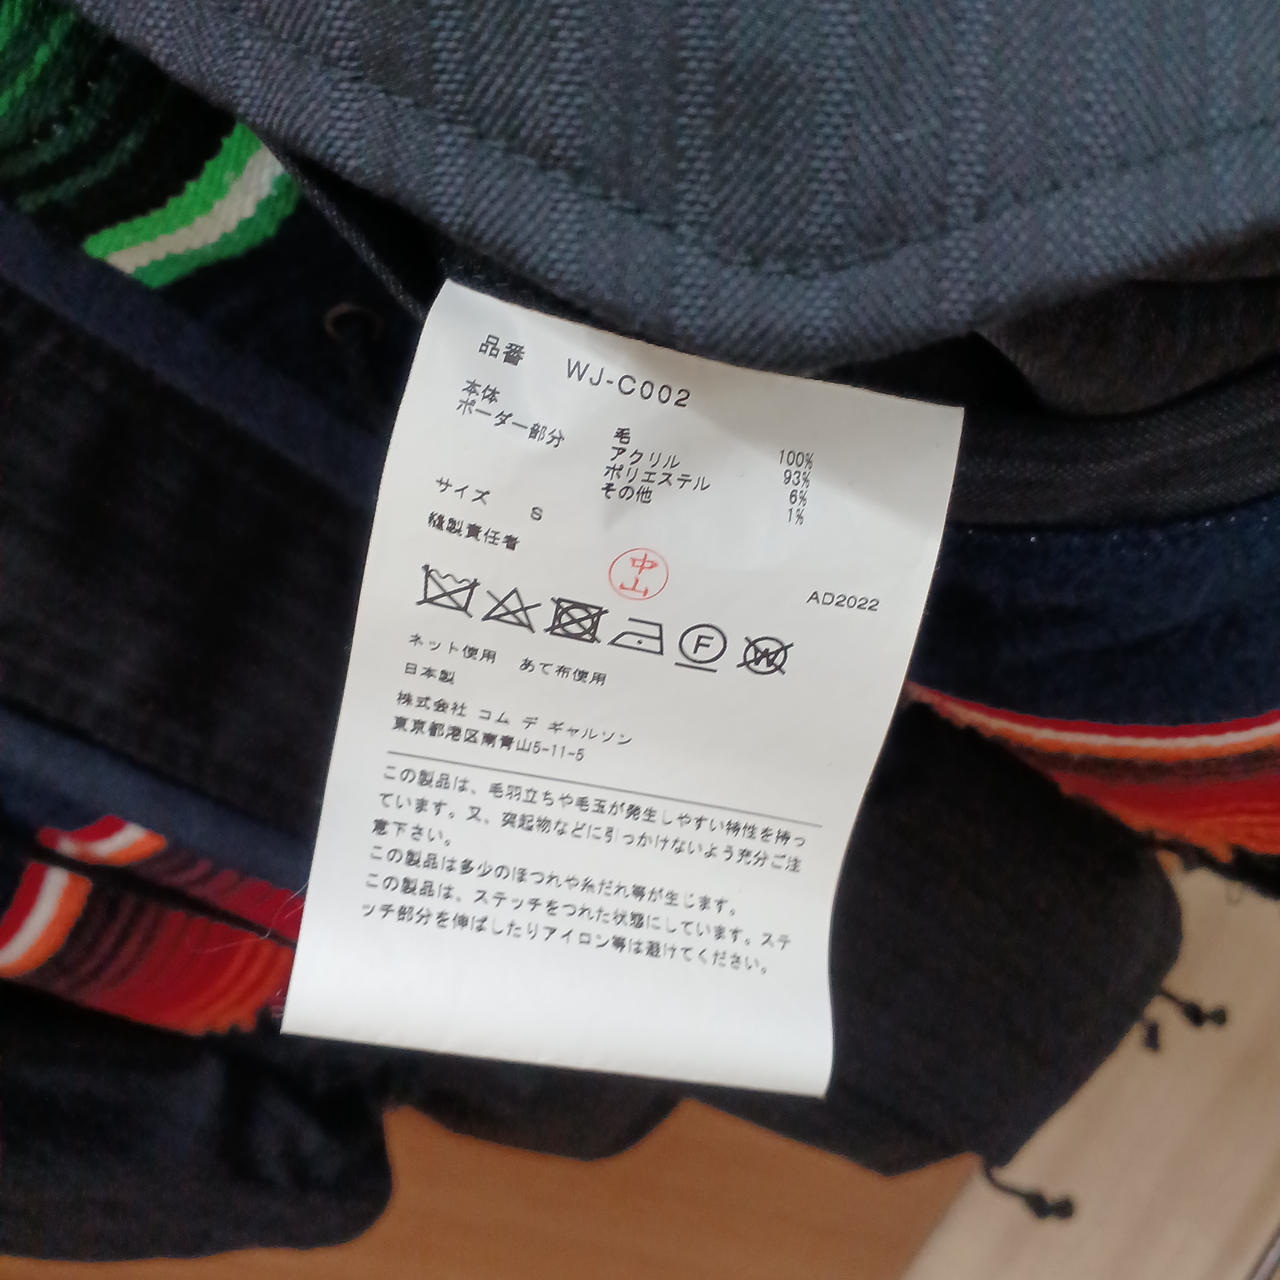 品番 WJ-C002
本体 毛 100%
ボーダー部分 アクリル 93%
ポリエステル 6%
その他 1%
サイズ S
縫製責任者 中山
AD2022
F W
ネット使用 あて布使用
日本製
株式会社 コム デ ギャルソン
東京都港区南青山5-11-5
この製品は、毛羽立ちや毛玉が発生しやすい特性を持っ
ています。又、突起物などに引っかけないよう充分ご注
意下さい。
この製品は多少のほつれや糸だれ等が生じます。
この製品は、ステッチをつれた状態にしています。ステ
ッチ部分を伸ばしたりアイロン等は避けてください。